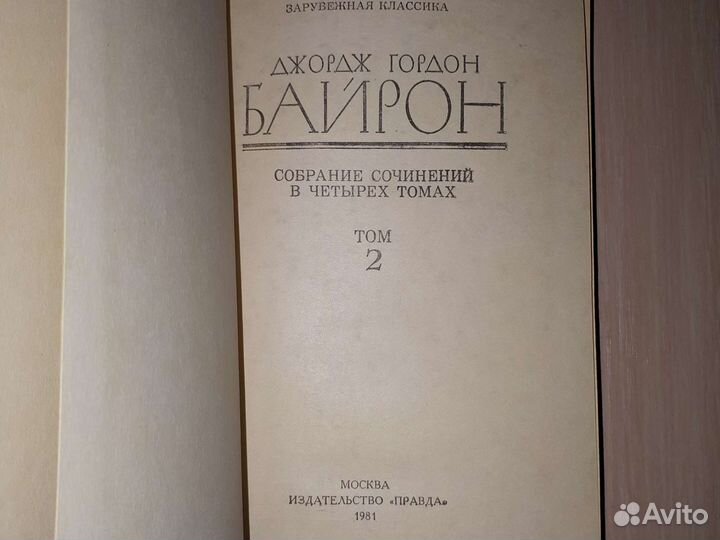 ЗАРУБЕЖНАЯ КЛАССИКА
ДЖОРДЖ ГОРДОН
БАЙРОН
СОБРАНИЕ СОЧИНЕНИЙ
В ЧЕТЫРЕХ ТОМАХ
ТОМ
2
МОСКВА
ИЗДАТЕЛЬСТВО «ПРАВДА»
1981
Avito